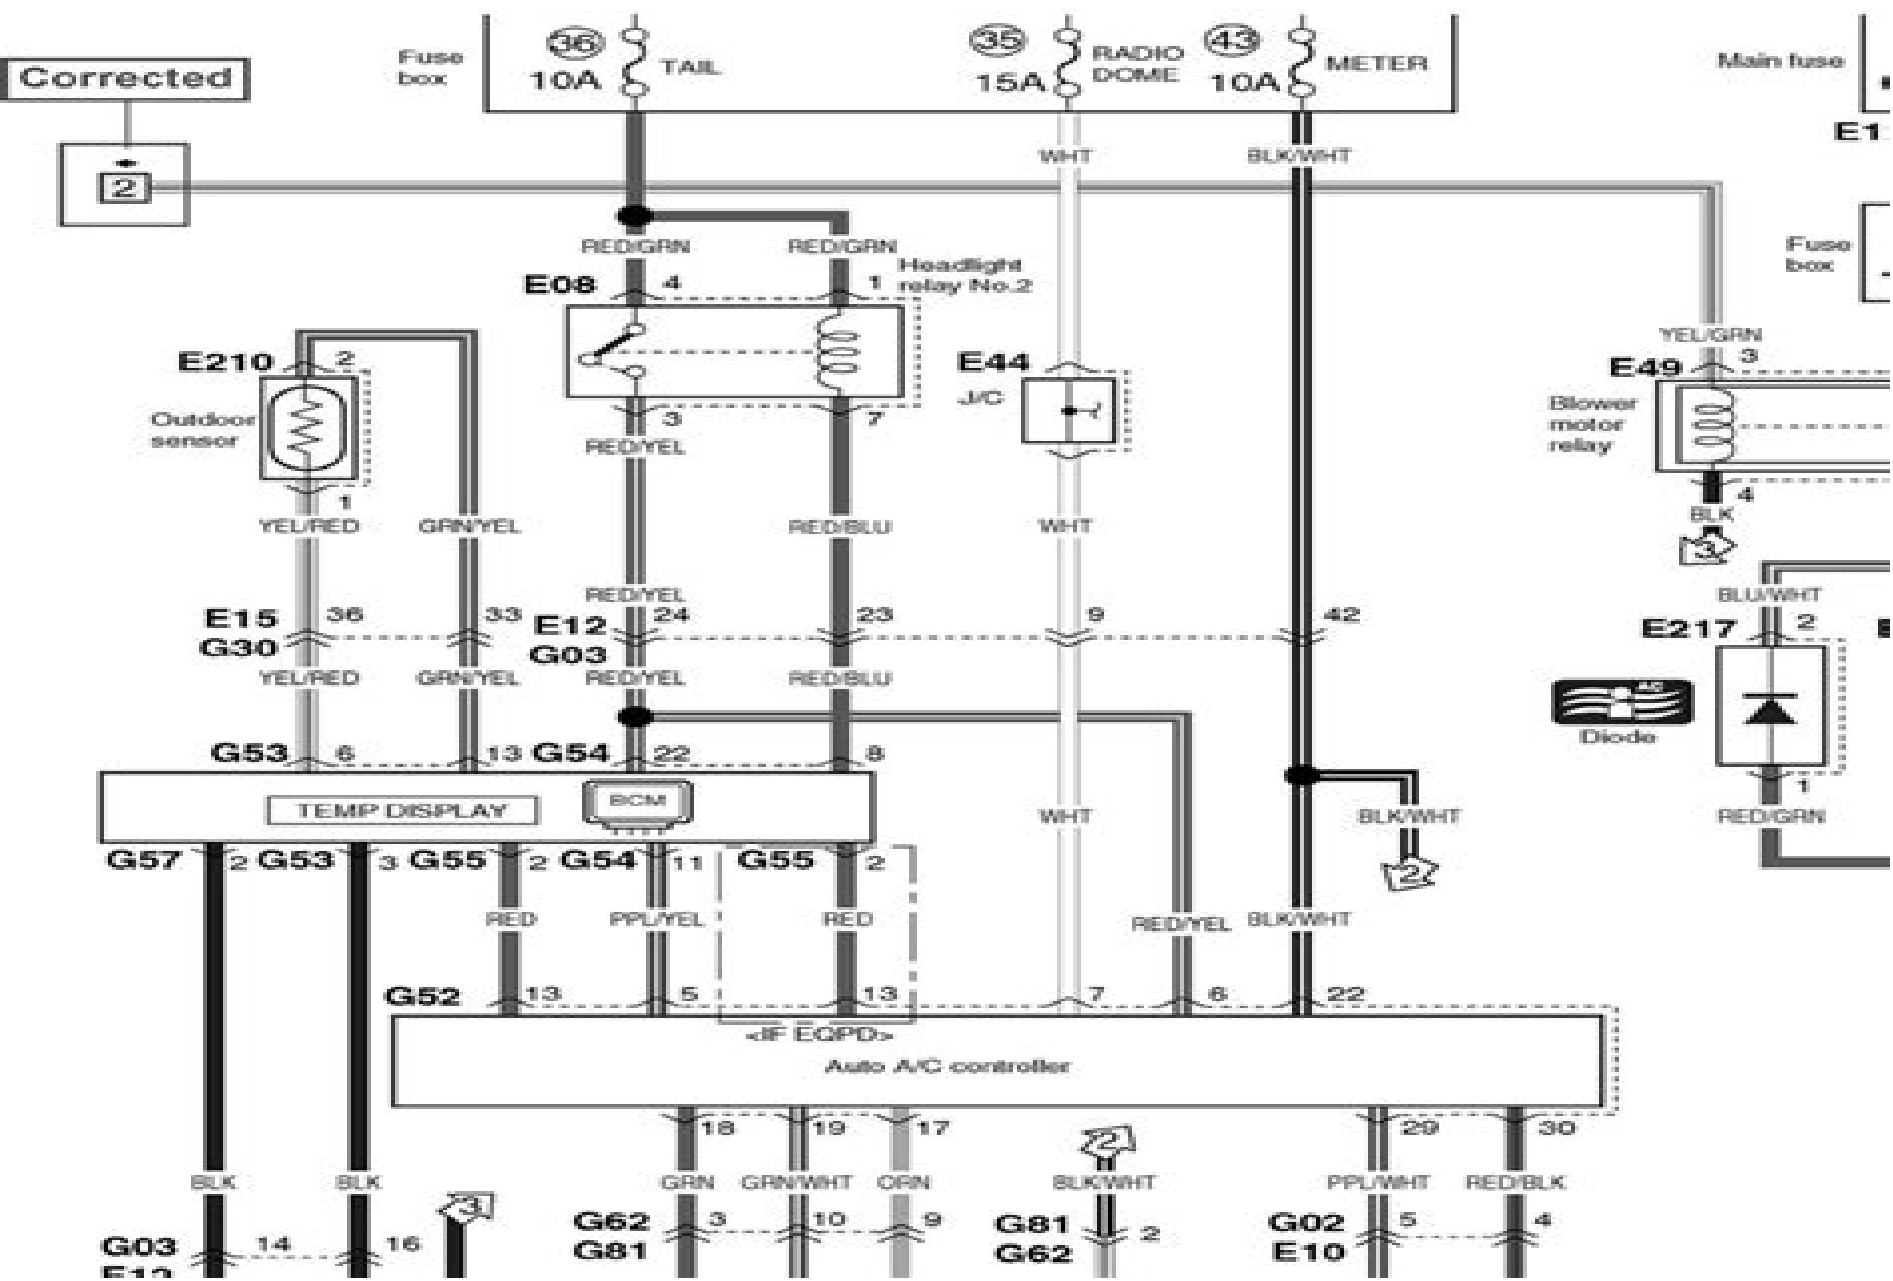 Corrected
2
Fuse
box
36
10A
TAIL
35
15A
RADIO
DOME
43
10A
METER
Main fuse
E1
WHT
BLK/WHT
RED/GRN
RED/GRN
Fuse
box
E08
4
1
Headlight
relay No.2
YEL/GRN
E210
2
E44
J/C
E49
3
Outdoor
sensor
Blower
motor
relay
3
7
RED/YEL
1
4
BLK
3
YEL/RED
GRN/YEL
RED/BLU
WHT
RED/YEL
BLU/WHT
E15
36
33
E12
24
23
9
42
G30
G03
E217
2
YEL/RED
GRN/YEL
RED/YEL
RED/BLU
Diode
G53
6
13
G54
22
8
1
TEMP DISPLAY
BCM
WHT
BLK/WHT
RED/GRN
G57
2
G53
3
G55
2
G54
11
G55
2
2
RED
PPL/YEL
RED
RED/YEL
BLK/WHT
G52
13
5
13
7
6
22
<IF EQPD>
Auto A/C controller
18
19
17
2
29
30
BLK
BLK
GRN
GRN/WHT
ORN
BLK/WHT
PPL/WHT
RED/BLK
3
G62
3
10
9
G81
2
G02
5
4
G81
G62
E10
G03
14
16